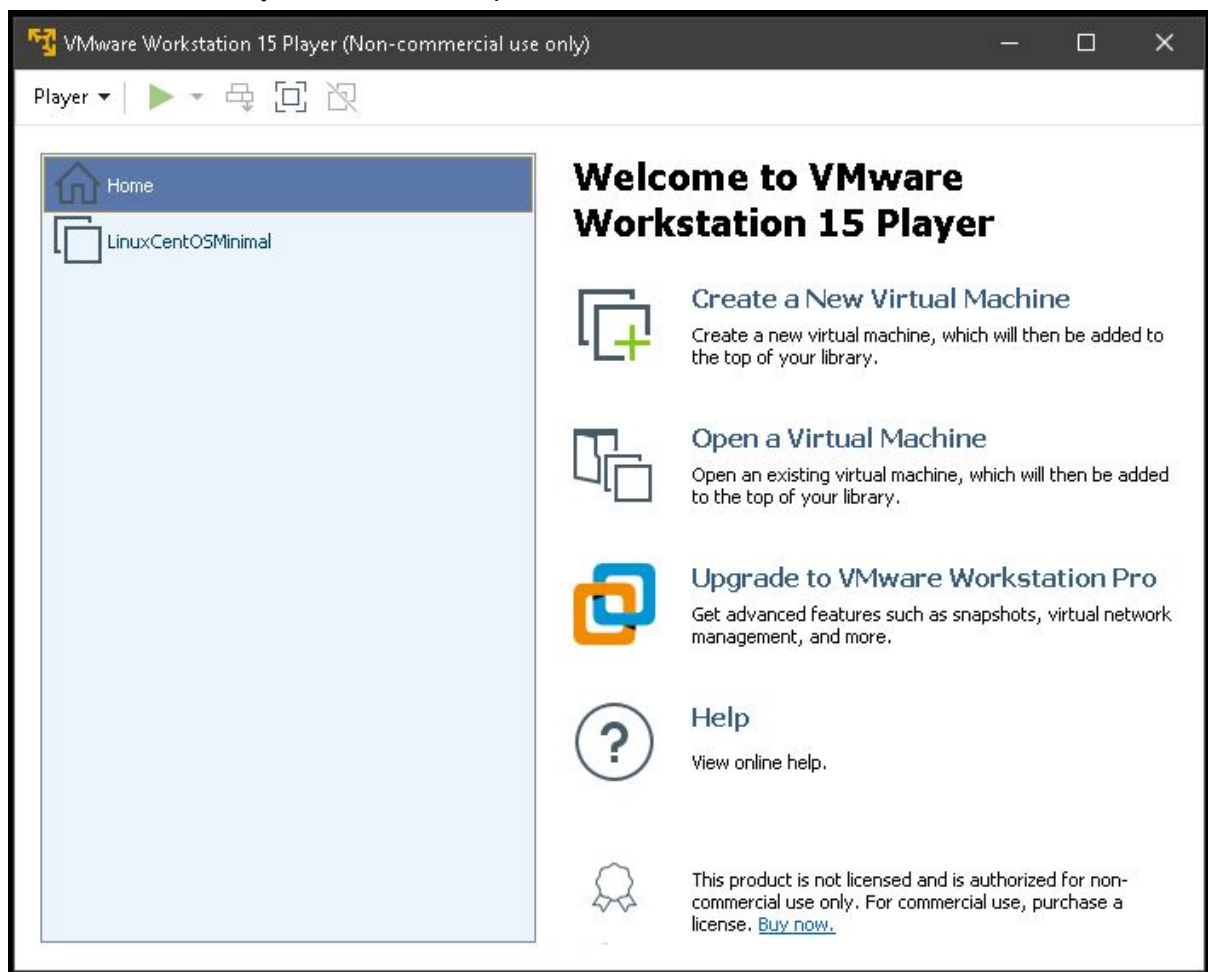 VMware Workstation 15 Player (Non-commercial use only)
Player
Home
LinuxCentOSMinimal
Welcome to VMware
Workstation 15 Player
Create a New Virtual Machine
Create a new virtual machine, which will then be added to
the top of your library.
Open a Virtual Machine
Open an existing virtual machine, which will then be added
to the top of your library.
Upgrade to VMware Workstation Pro
Get advanced features such as snapshots, virtual network
management, and more.
?
Help
View online help.
This product is not licensed and is authorized for non-
commercial use only. For commercial use, purchase a
license. Buy now.